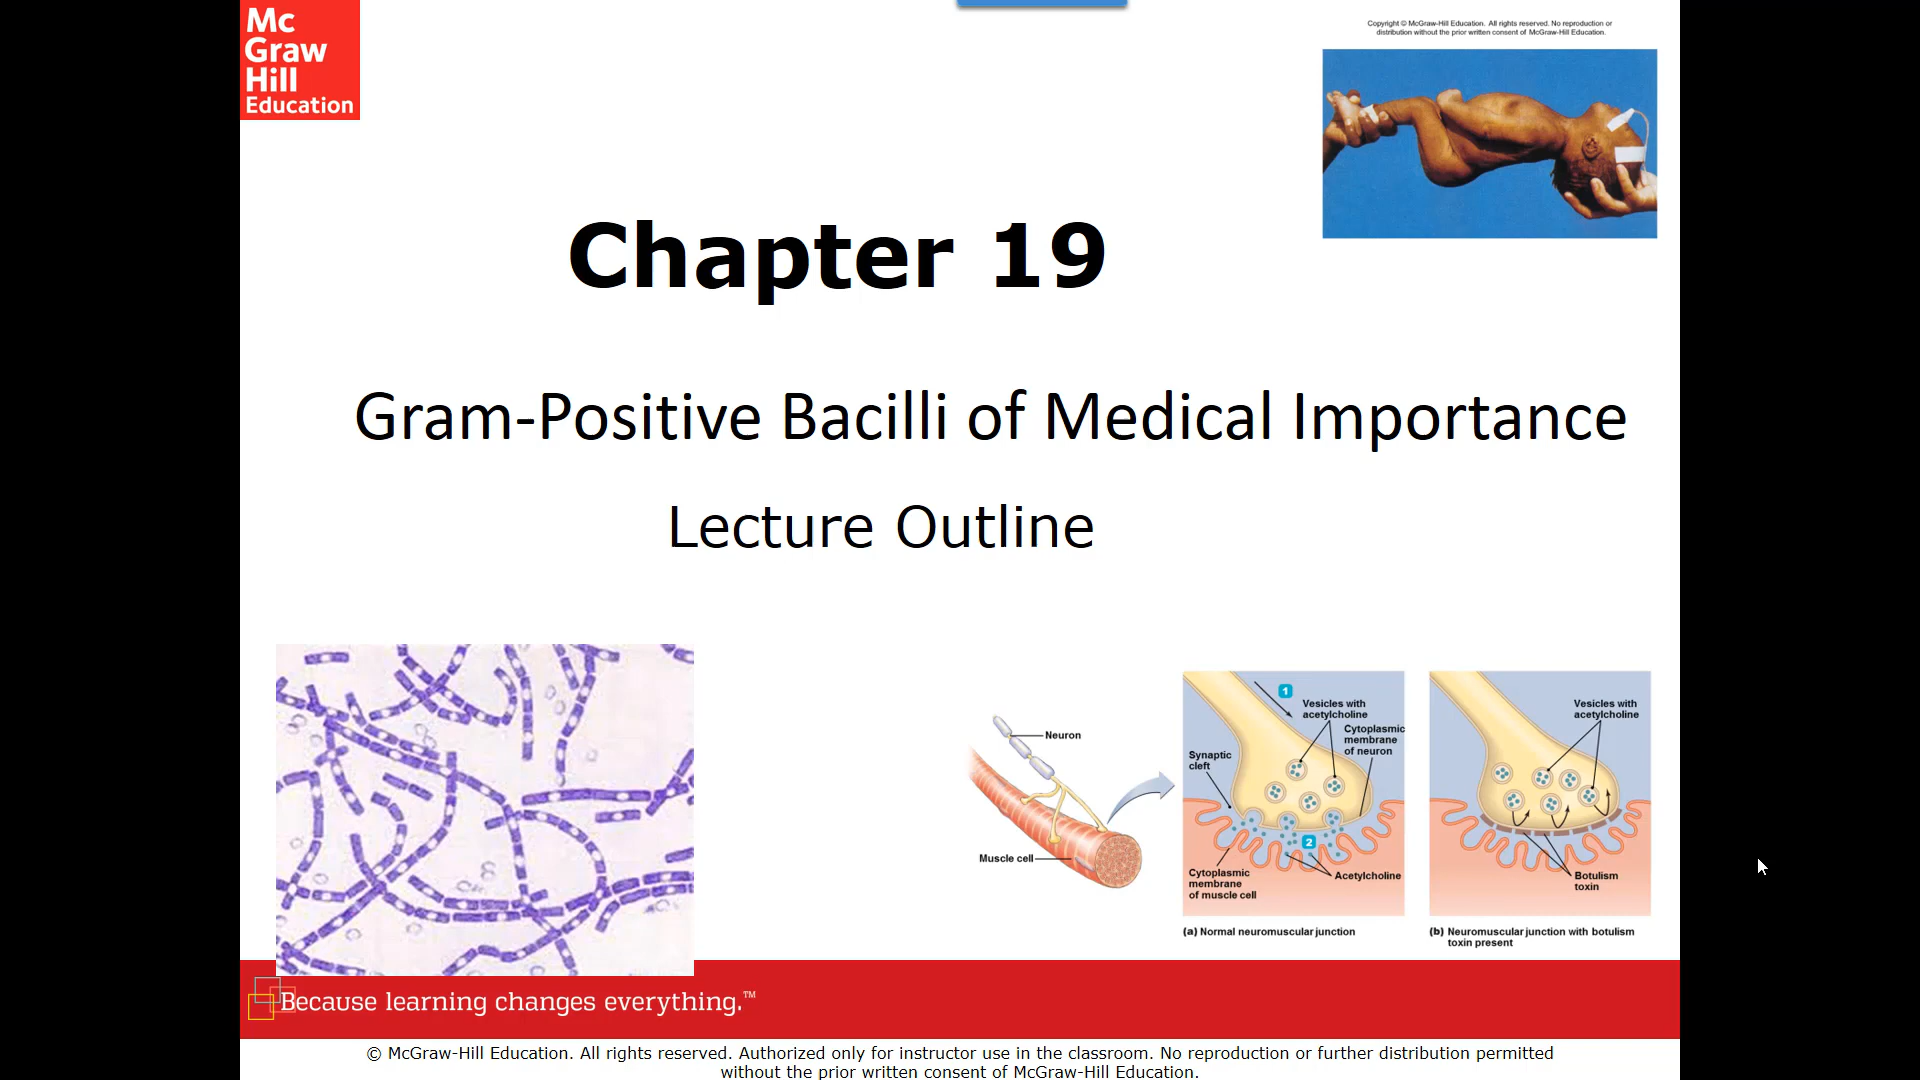 Mc
Graw
Hill
Education
Copyright © McGraw-Hill Education. All rights reserved. No reproduction or
distribution without the prior written consent of McGraw-Hill Education.
Chapter 19
Gram-Positive Bacilli of Medical Importance
Lecture Outline
Neuron
Muscle cell
1
Vesicles with
acetylcholine
Cytoplasmic
membrane
of neuron
Synaptic
cleft
2
Cytoplasmic
membrane
of muscle cell
Acetylcholine
(a) Normal neuromuscular junction
Vesicles with
acetylcholine
Botulism
toxin
(b) Neuromuscular junction with botulism
toxin present
Because learning changes everything.™
© McGraw-Hill Education. All rights reserved. Authorized only for instructor use in the classroom. No reproduction or further distribution permitted
without the prior written consent of McGraw-Hill Education.